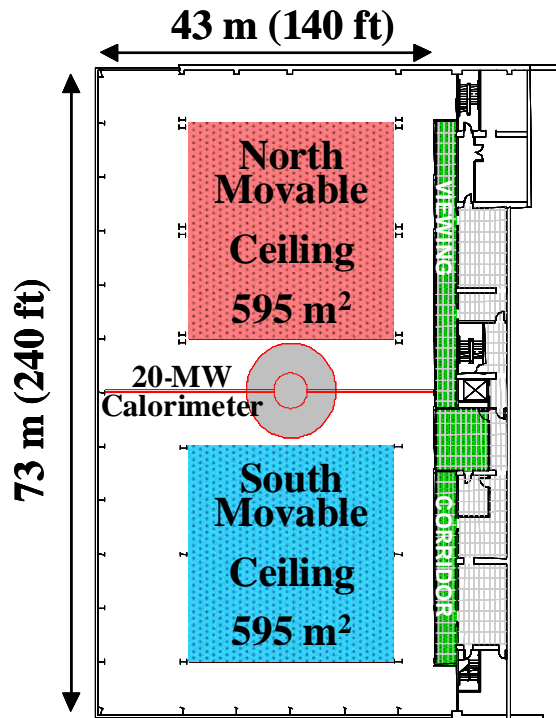 43 m (140 ft)
73 m (240 ft)
North
Movable
Ceiling
595 m²
VIEWING
20-MW
Calorimeter
South
Movable
Ceiling
595 m²
CORRIDOR